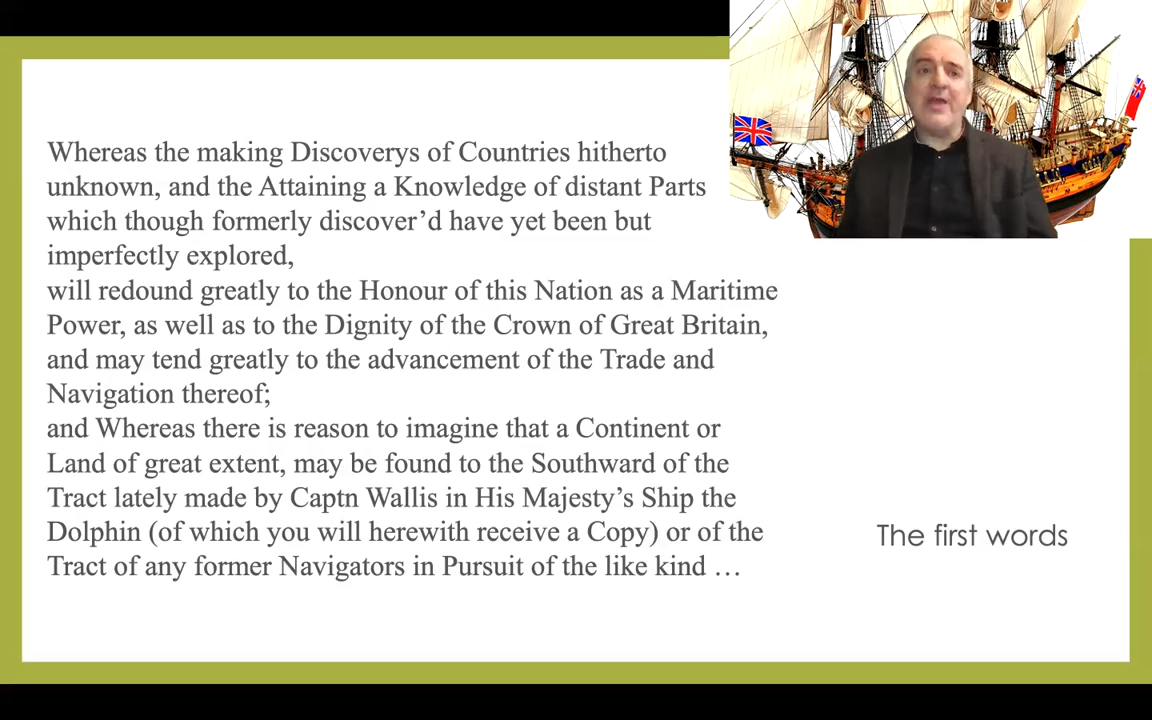 Whereas the making Discoverys of Countries hitherto
unknown, and the Attaining a Knowledge of distant Parts
which though formerly discover’d have yet been but
imperfectly explored,
will redound greatly to the Honour of this Nation as a Maritime
Power, as well as to the Dignity of the Crown of Great Britain,
and may tend greatly to the advancement of the Trade and
Navigation thereof;
and Whereas there is reason to imagine that a Continent or
Land of great extent, may be found to the Southward of the
Tract lately made by Captn Wallis in His Majesty’s Ship the
Dolphin (of which you will herewith receive a Copy) or of the
Tract of any former Navigators in Pursuit of the like kind …
The first words